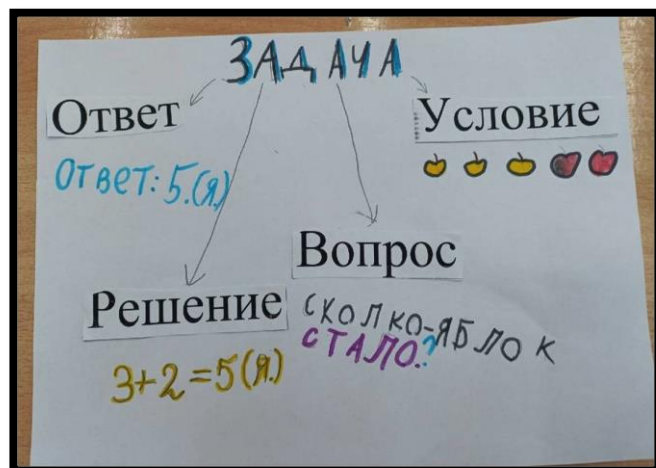 ЗАДАЧА
Ответ
Условие
Ответ: 5.(я.)
Вопрос
Решение
СКОЛКО-ЯБЛОК
СТАЛО.?
3+2=5(я.)